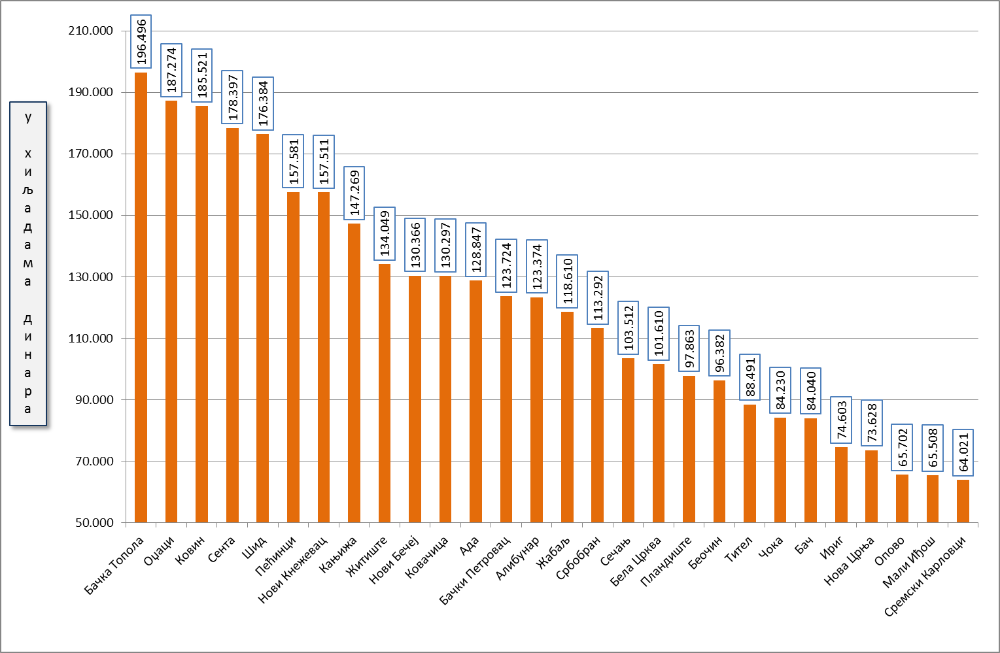 у хиљадама динара
210.000
190.000
170.000
150.000
130.000
110.000
90.000
70.000
50.000
196.496
187.274
185.521
178.397
176.384
157.581
157.511
147.269
134.049
130.366
130.297
128.847
123.724
123.374
118.610
113.292
103.512
101.610
97.863
96.382
88.491
84.230
84.040
74.603
73.628
65.702
65.508
64.021
Бачка Топола
Оџаци
Ковин
Сента
Шид
Пећинци
Нови Кнежевац
Кањижа
Житиште
Нови Бечеј
Ковачица
Ада
Бачки Петровац
Алибунар
Жабаљ
Србобран
Сечањ
Бела Црква
Пландиште
Беочин
Тител
Чока
Бач
Ириг
Нова Црња
Опово
Мали Иђош
Сремски Карловци